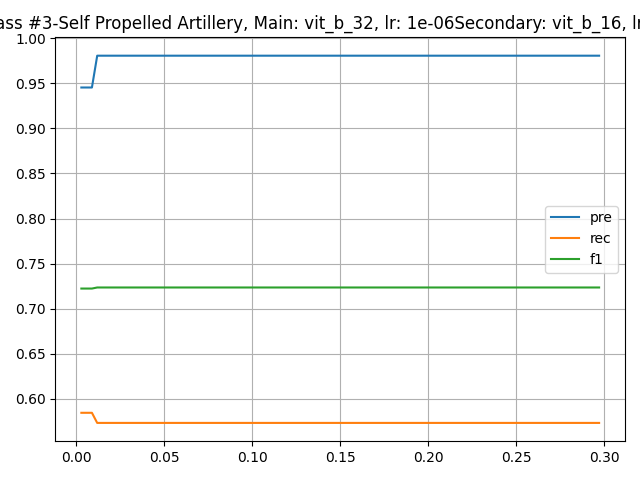 ass #3-Self Propelled Artillery, Main: vit_b_32, lr: 1e-06Secondary: vit_b_16, lr
1.00
0.95
0.90
0.85
0.80
0.75
0.70
0.65
0.60
pre
rec
f1
0.00 0.05 0.10 0.15 0.20 0.25 0.30